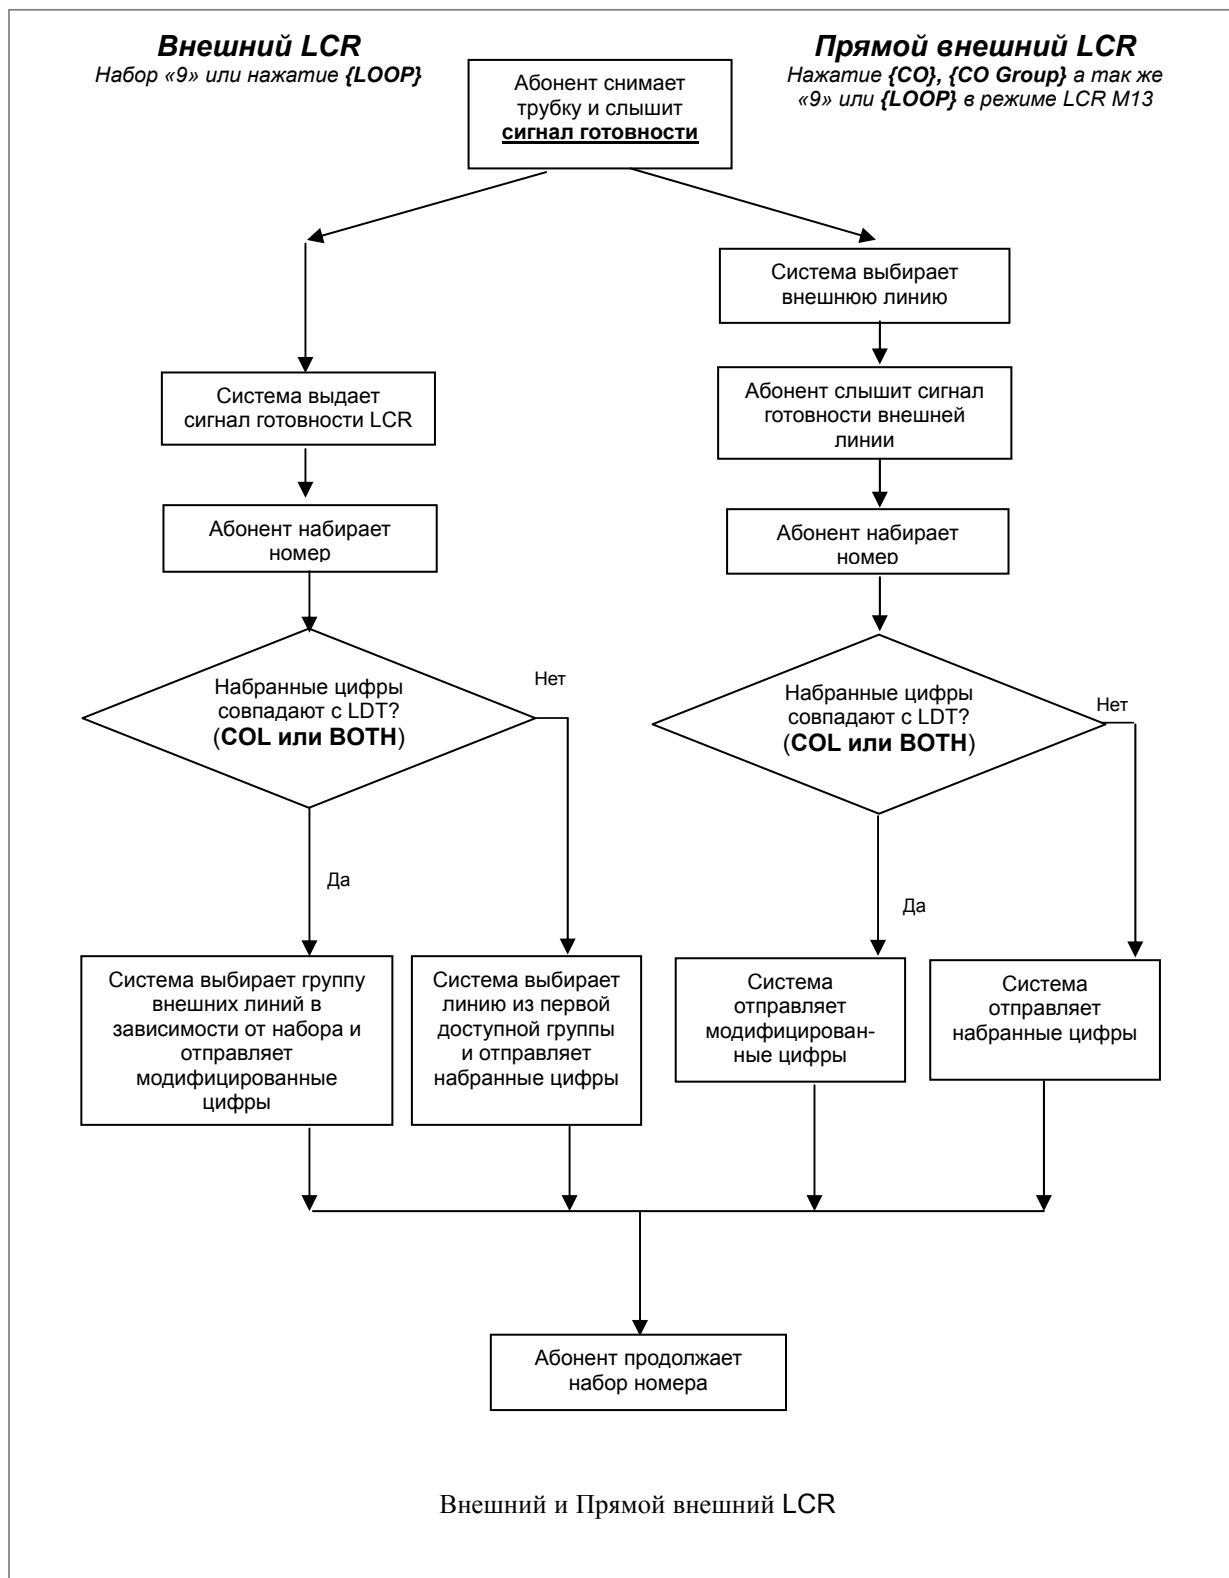 Внешний LCR
Набор «9» или нажатие {LOOP}
Прямой внешний LCR
Нажатие {CO}, {CO Group} а так же
«9» или {LOOP} в режиме LCR M13
Абонент снимает
трубку и слышит
сигнал готовности
Система выбирает
внешнюю линию
Система выдает
сигнал готовности LCR
Абонент слышит сигнал
готовности внешней
линии
Абонент набирает
номер
Абонент набирает
номер
Набранные цифры
совпадают с LDT?
(COL или BOTH)
Нет
Набранные цифры
совпадают с LDT?
(COL или BOTH)
Нет
Да
Да
Система выбирает группу
внешних линий в
зависимости от набора и
отправляет
модифицированные
цифры
Система выбирает
линию из первой
доступной группы
и отправляет
набранные цифры
Система
отправляет
модифицирован-
ные цифры
Система
отправляет
набранные цифры
Абонент продолжает
набор номера
Внешний и Прямой внешний LCR